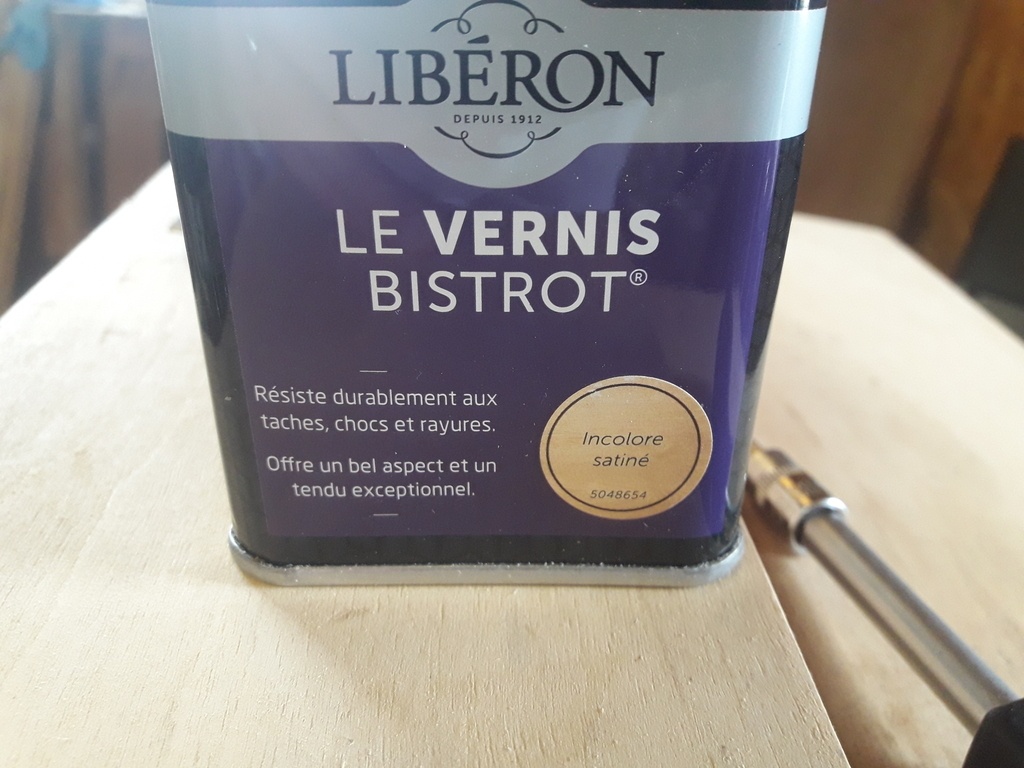 LIBÉRON
DEPUIS 1912
LE VERNIS
BISTROT®
Résiste durablement aux
taches, chocs et rayures.
Offre un bel aspect et un
tendu exceptionnel.
Incolore
satiné
5048654